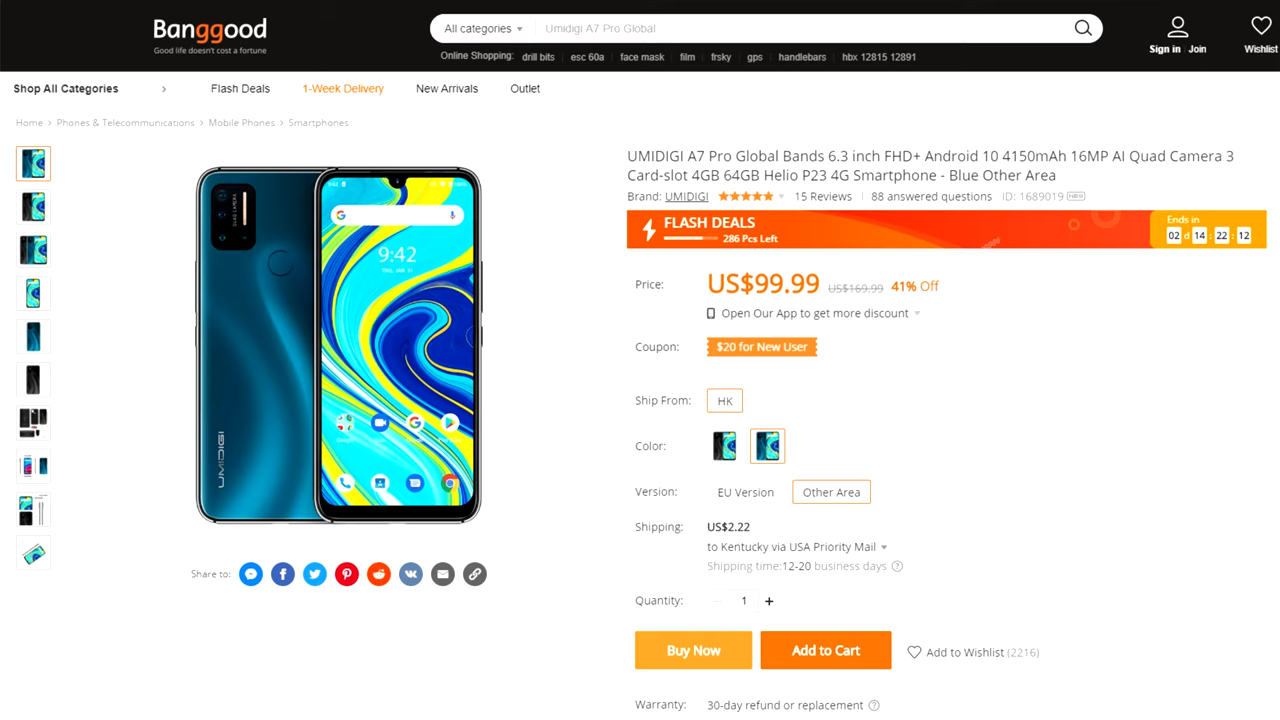 Banggood
Good life doesn't cost a fortune
All categories
Umidigi A7 Pro Global
Online Shopping: drill bits esc 60a face mask film frsky gps handlebars hbx 12815 12891
Sign in Join
Wishlist
Shop All Categories > Flash Deals 1-Week Delivery New Arrivals Outlet
Home > Phones & Telecommunications > Mobile Phones > Smartphones
UMIDIGI A7 Pro Global Bands 6.3 inch FHD+ Android 10 4150mAh 16MP AI Quad Camera 3
Card-slot 4GB 64GB Helio P23 4G Smartphone - Blue Other Area
Brand: UMIDIGI 15 Reviews 88 answered questions ID: 1689019 NEW
FLASH DEALS
286 Pcs Left
Ends in
02 d 14 : 22 : 12
Price: US$99.99 US$169.99 41% Off
Open Our App to get more discount
Coupon: $20 for New User
Ship From: HK
Color:
Version: EU Version Other Area
Shipping: US$2.22
to Kentucky via USA Priority Mail
Shipping time:12-20 business days ?
Quantity: 1 +
Buy Now Add to Cart Add to Wishlist (2216)
Warranty: 30-day refund or replacement ?
QUAD CAMERA
UMIDIGI
9:42
Share to: